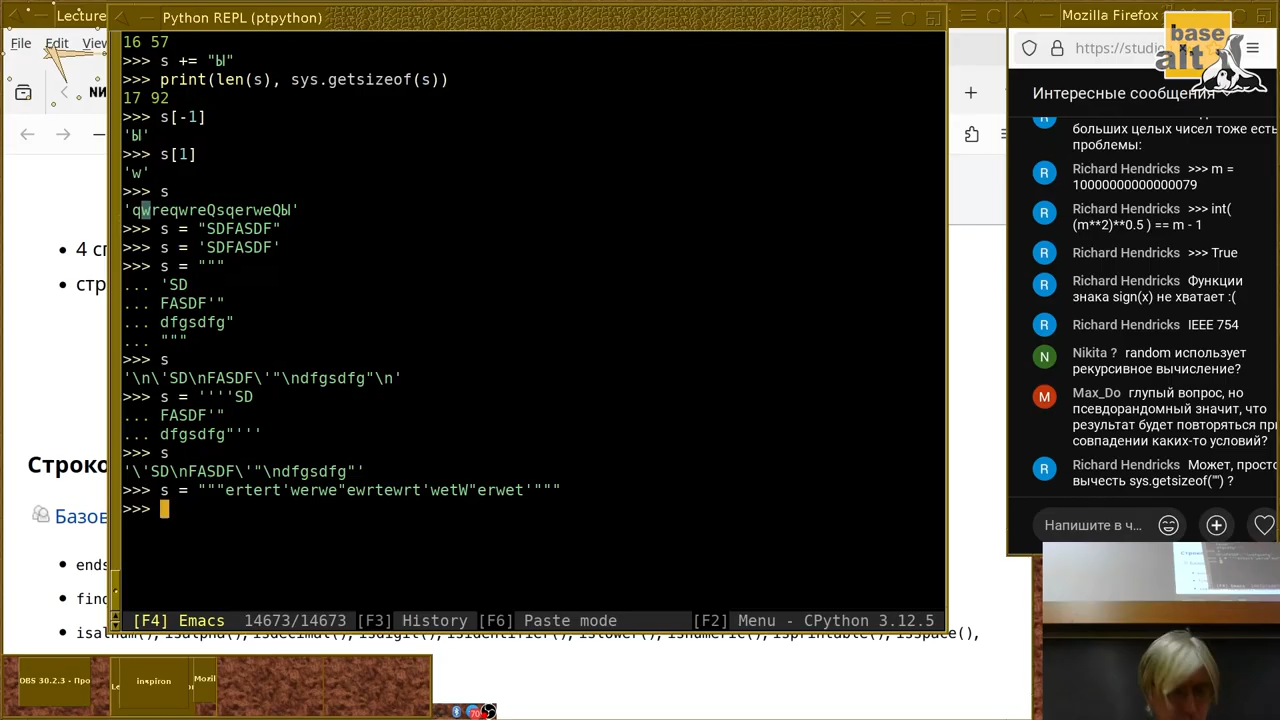 Lecture
Python REPL (ptpython)
Mozilla Firefox
File Edit View
16 57
>>> s += "Ы"
>>> print(len(s), sys.getsizeof(s))
17 92
>>> s[-1]
'Ы'
>>> s[1]
'w'
>>> s
'qwreqwreQsqerweQЫ'
>>> s = "SDFASDF"
>>> s = 'SDFASDF'
>>> s = """
... 'SD
... FASDF'"
... dfgsdfg"
... """
>>> s
'\n\'SD\nFASDF\'"\ndfgsdfg"\n'
>>> s = ''''SD
... FASDF'"
... dfgsdfg"'''
>>> s
'\'SD\nFASDF\'"\ndfgsdfg"'
>>> s = """ertert'werwe"ewrtewrt'wetW"erwet'"""
>>>
[F4] Emacs 14673/14673 [F3] History [F6] Paste mode [F2] Menu - CPython 3.12.5
4 сп
стр
Строко
Базов
ends
find
isalnum(), isalpha(), isdecimal(), isdigit(), isidentifier(), islower(), isnumeric(), isprintable(), isspace(),
https://studio
base
alt
Интересные сообщения
больших целых чисел тоже есть
проблемы:
Richard Hendricks >>> m =
10000000000000079
Richard Hendricks >>> int(
(m**2)**0.5 ) == m - 1
Richard Hendricks >>> True
Richard Hendricks Функции
знака sign(x) не хватает :(
Richard Hendricks IEEE 754
Nikita ? random использует
рекурсивное вычисление?
Max_Do глупый вопрос, но
псевдорандомный значит, что
результат будет повторяться при
совпадении каких-то условий?
Richard Hendricks Может, просто
вычесть sys.getsizeof("") ?
Напишите в ч...
OBS 30.2.3 - Про
inspiron
Mozil
70